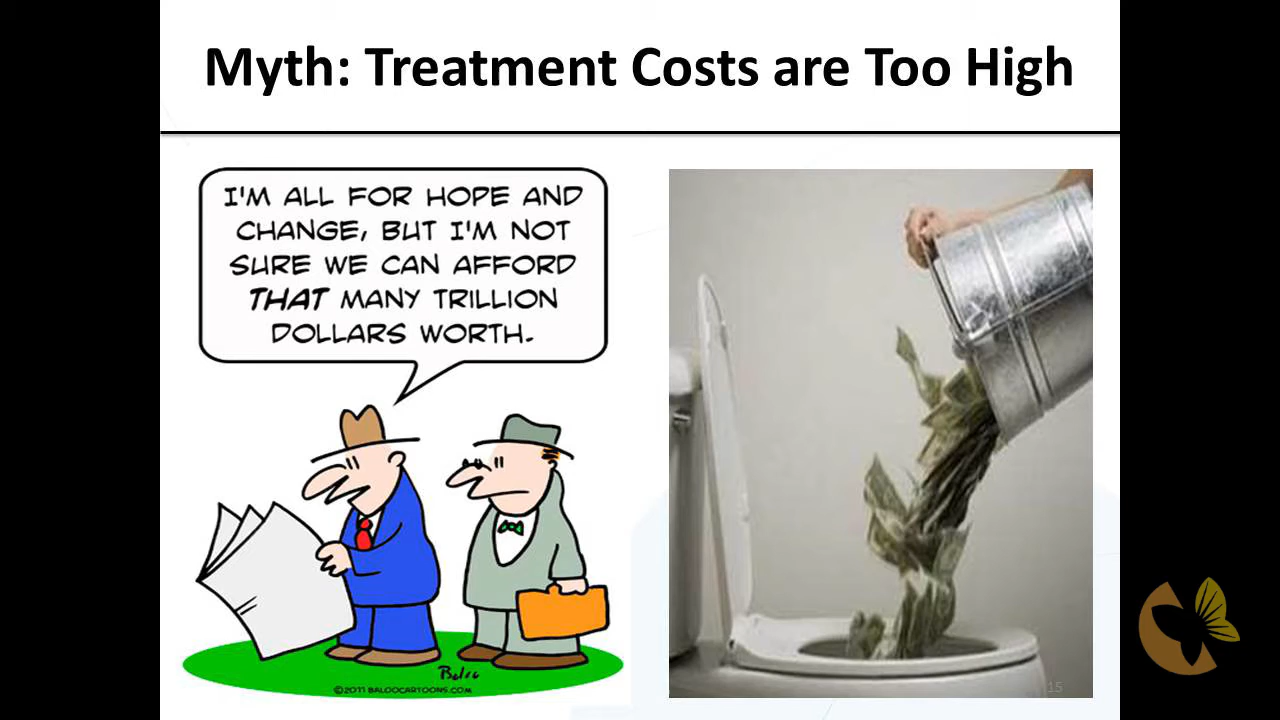 Myth: Treatment Costs are Too High
I'M ALL FOR HOPE AND
CHANGE, BUT I'M NOT
SURE WE CAN AFFORD
THAT MANY TRILLION
DOLLARS WORTH.
Baloo
©2011 BALOOCARTOONS.COM
15